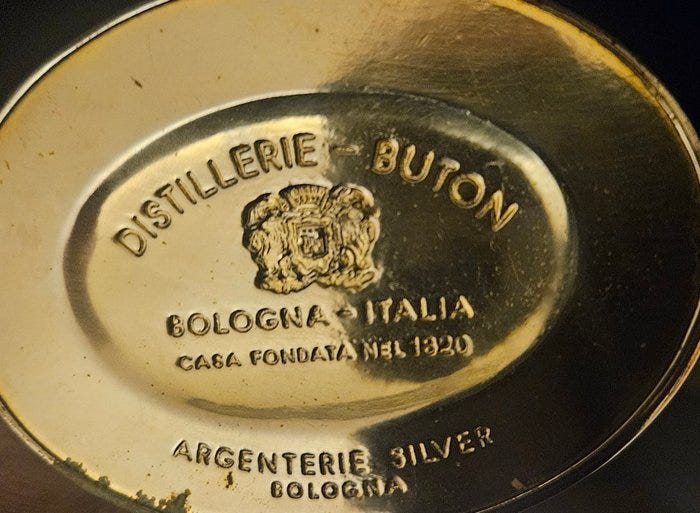 DISTILLERIE - BUTON
BOLOGNA - ITALIA
CASA FONDATA NEL 1820
ARGENTERIE SILVER
BOLOGNA